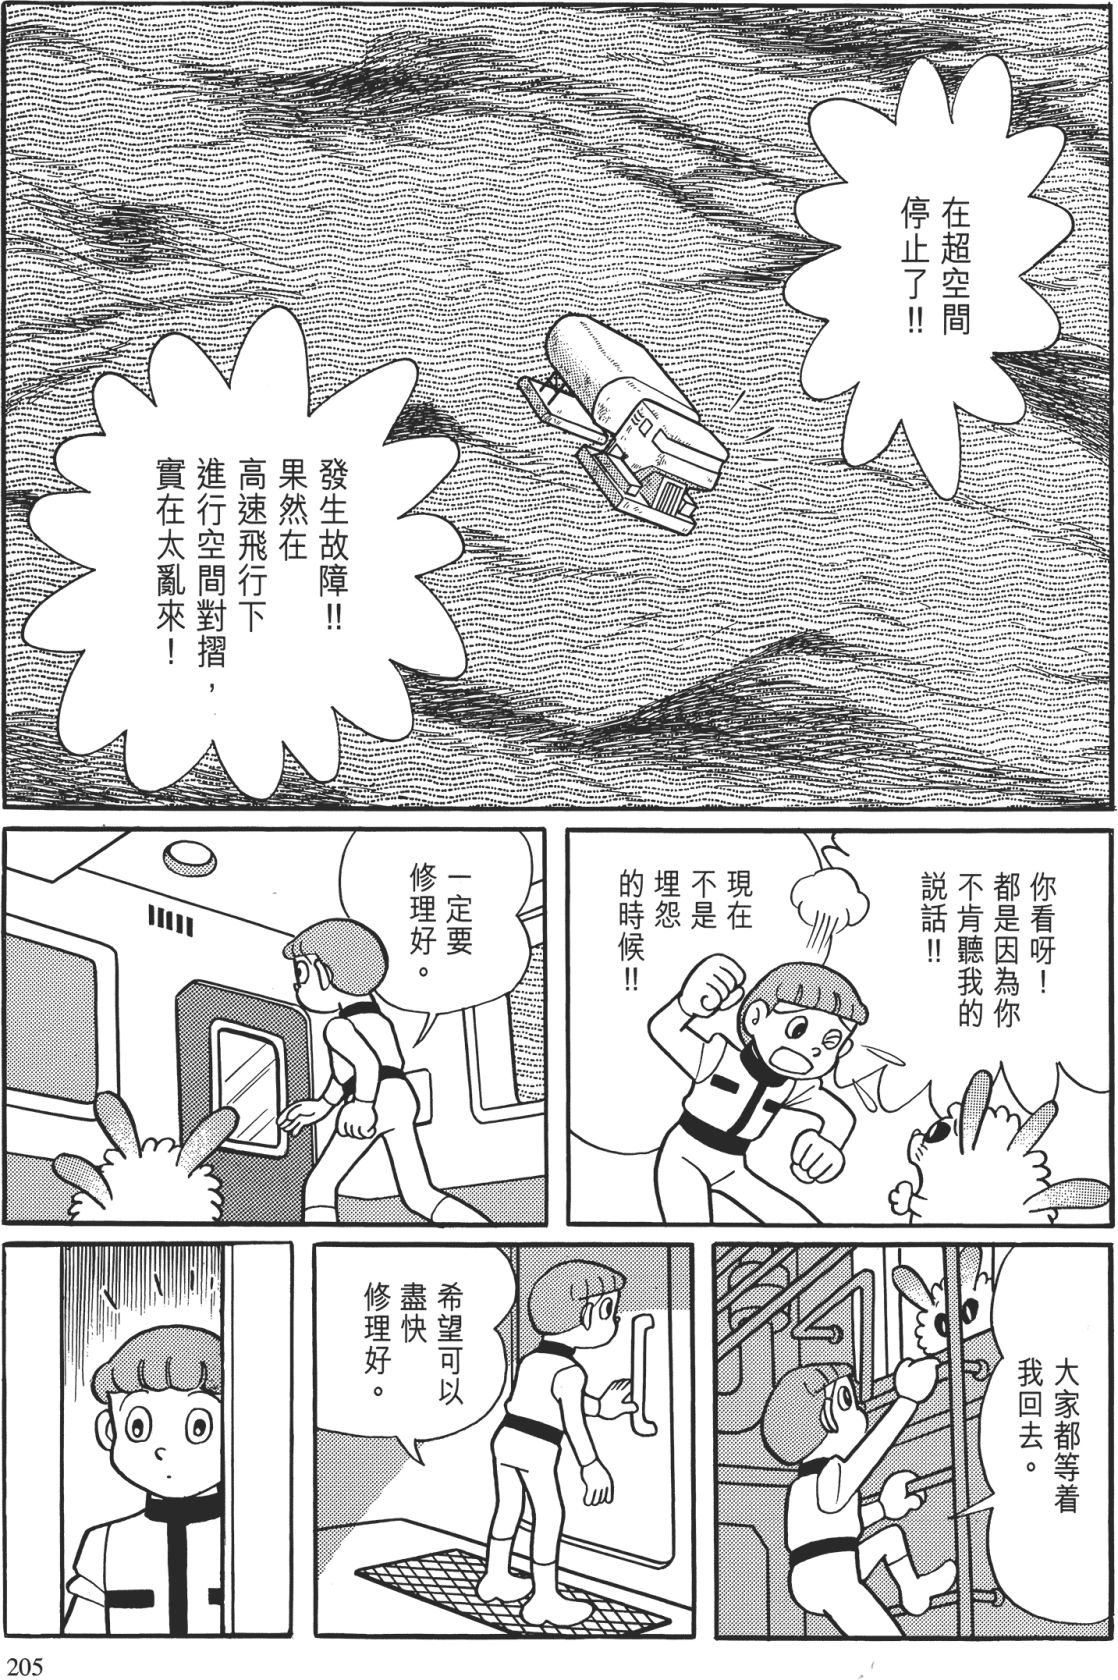 在超空間
停止了!!
發生故障!!
果然在
高速飛行下
進行空間對摺，
實在太亂來！
你看呀！
都是因為你
不肯聽我的
説話!!
現在
不是
埋怨
的時候!!
一定要
修理好。
大家都等着
我回去。
希望可以
盡快
修理好。
205